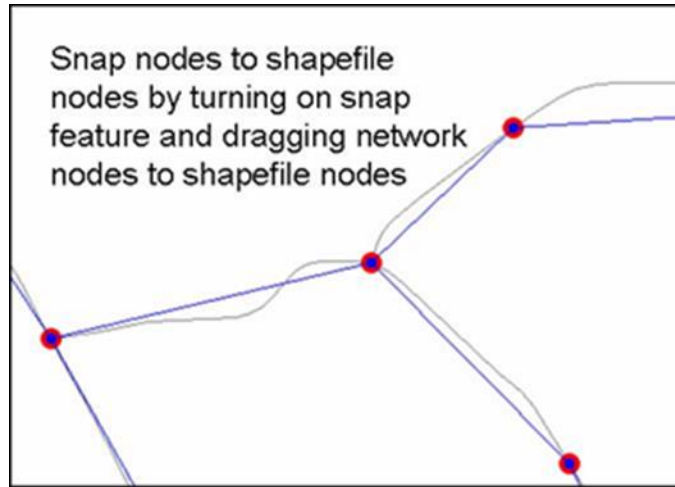 Snap nodes to shapefile
nodes by turning on snap
feature and dragging network
nodes to shapefile nodes